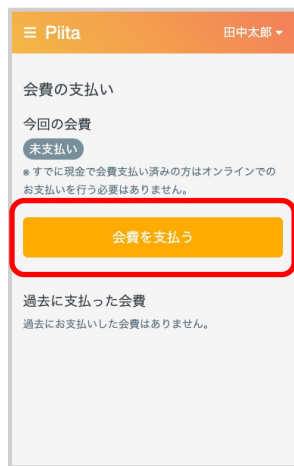 ≡ Piita 田中太郎
会費の支払い
今回の会費
未支払い
※すでに現金で会費支払い済みの方はオンラインでの
お支払いを行う必要はありません。
会費を支払う
過去に支払った会費
過去にお支払いした会費はありません。